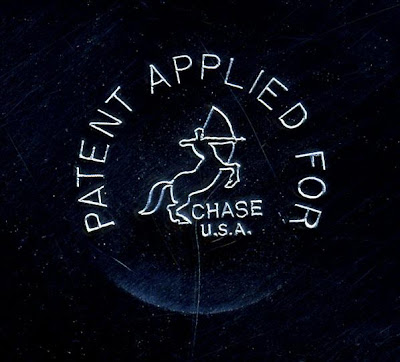 PATENT APPLIED FOR
CHASE
U.S.A.